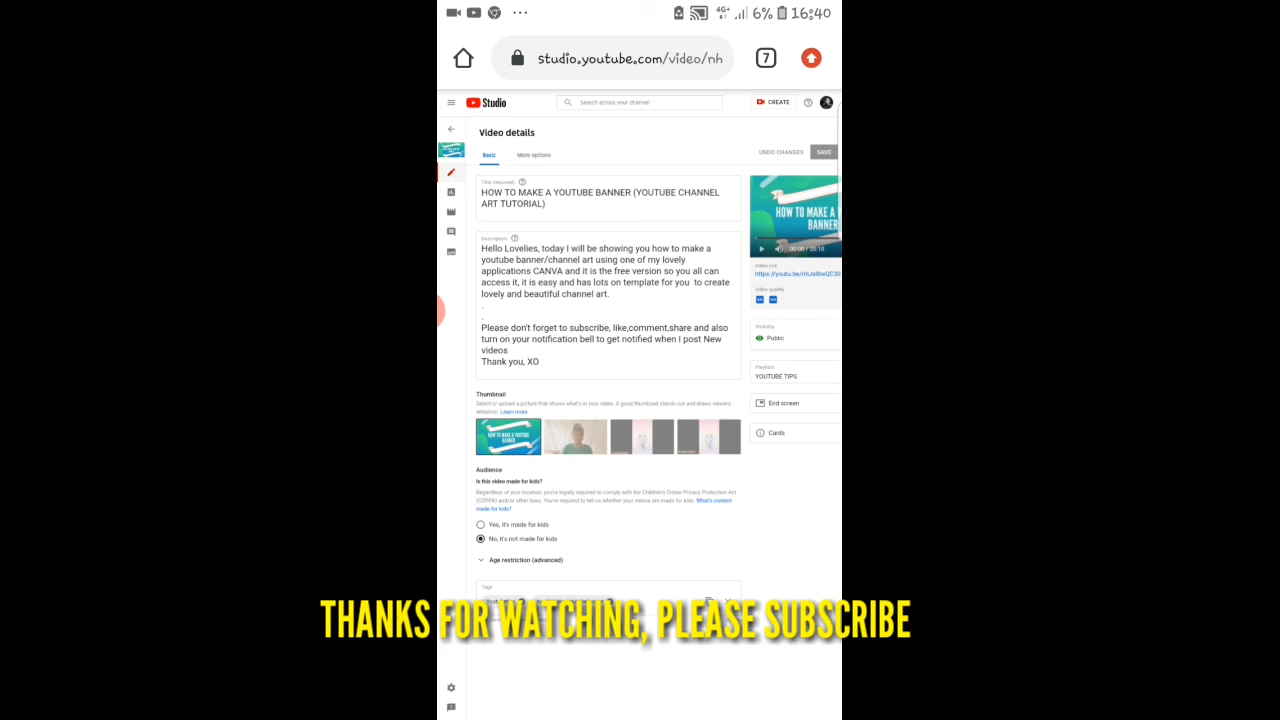 4G+ 6% 16:40
studio.youtube.com/video/nh 7
Studio
Search across your channel
CREATE
Video details
Basic
More options
UNDO CHANGES
SAVE
Title (required)
HOW TO MAKE A YOUTUBE BANNER (YOUTUBE CHANNEL
ART TUTORIAL)
Description
Hello Lovelies, today I will be showing you how to make a
youtube banner/channel art using one of my lovely
applications CANVA and it is the free version so you all can
access it, it is easy and has lots on template for you to create
lovely and beautiful channel art.
.
.
Please don't forget to subscribe, like,comment,share and also
turn on your notification bell to get notified when I post New
videos
Thank you, XO
HOW TO MAKE A
BANNER
00:00 / 20:10
Video link
Video quality
Visibility
Public
Playlists
YOUTUBE TIPS
End screen
Cards
Thumbnail
Select or upload a picture that shows what's in your video. A good thumbnail stands out and draws viewers'
attention. Learn more
HOW TO MAKE A YOUTUBE
BANNER
Audience
Is this video made for kids?
Regardless of your location, you're legally required to comply with the Children's Online Privacy Protection Act
(COPPA) and/or other laws. You're required to tell us whether your videos are made for kids. What's content
made for kids?
Yes, it's made for kids
No, it's not made for kids
Age restriction (advanced)
Tags
THANKS FOR WATCHING, PLEASE SUBSCRIBE